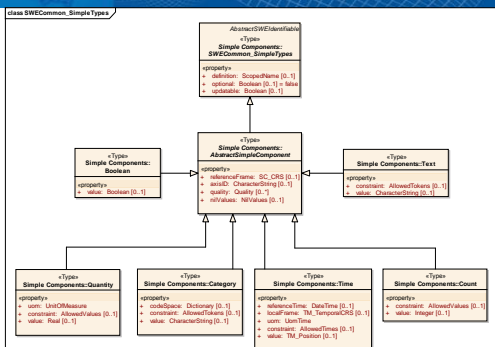 class SWECommon_SimpleTypes
AbstractSWEIdentifiable
«Type»
Simple Components::
SWECommon_SimpleTypes
«property»
+ definition: ScopedName [0..1]
+ optional: Boolean [0..1] = false
+ updatable: Boolean [0..1]
«Type»
Simple Components::
AbstractSimpleComponent
«property»
+ referenceFrame: SC_CRS [0..1]
+ axisID: CharacterString [0..1]
+ quality: Quality [0..*]
+ nilValues: NilValues [0..1]
«Type»
Simple Components::
Boolean
«property»
+ value: Boolean [0..1]
«Type»
Simple Components::Text
«property»
+ constraint: AllowedTokens [0..1]
+ value: CharacterString [0..1]
«Type»
Simple Components::Quantity
«property»
+ uom: UnitOfMeasure
+ constraint: AllowedValues [0..1]
+ value: Real [0..1]
«Type»
Simple Components::Category
«property»
+ codeSpace: Dictionary [0..1]
+ constraint: AllowedTokens [0..1]
+ value: CharacterString [0..1]
«Type»
Simple Components::Time
«property»
+ referenceTime: DateTime [0..1]
+ localFrame: TM_TemporalCRS [0..1]
+ uom: UomTime
+ constraint: AllowedTimes [0..1]
+ value: TM_Position [0..1]
«Type»
Simple Components::Count
«property»
+ constraint: AllowedValues [0..1]
+ value: Integer [0..1]